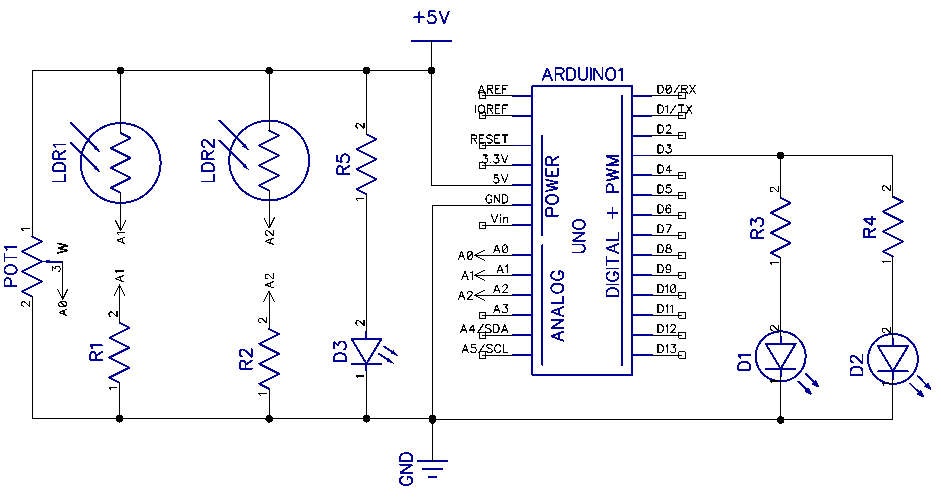 +5V
ARDUINO1
AREF
IOREF
RESET
3.3V
5V
GND
Vin
A0 A0
A1 A1
A2 A2
A3
A4/SDA
A5/SCL
POWER
ANALOG
UNO
DIGITAL + PWM
D0/RX
D1/TX
D2
D3
D4
D5
D6
D7
D8
D9
D10
D11
D12
D13
LDR1
A1
LDR2
A2
R5
2
1
POT1
1
2
3
W
A0
A1
R1
2
1
A2
R2
2
1
D3
2
1
R3
2
1
R4
2
1
D1
2
1
D2
2
1
GND